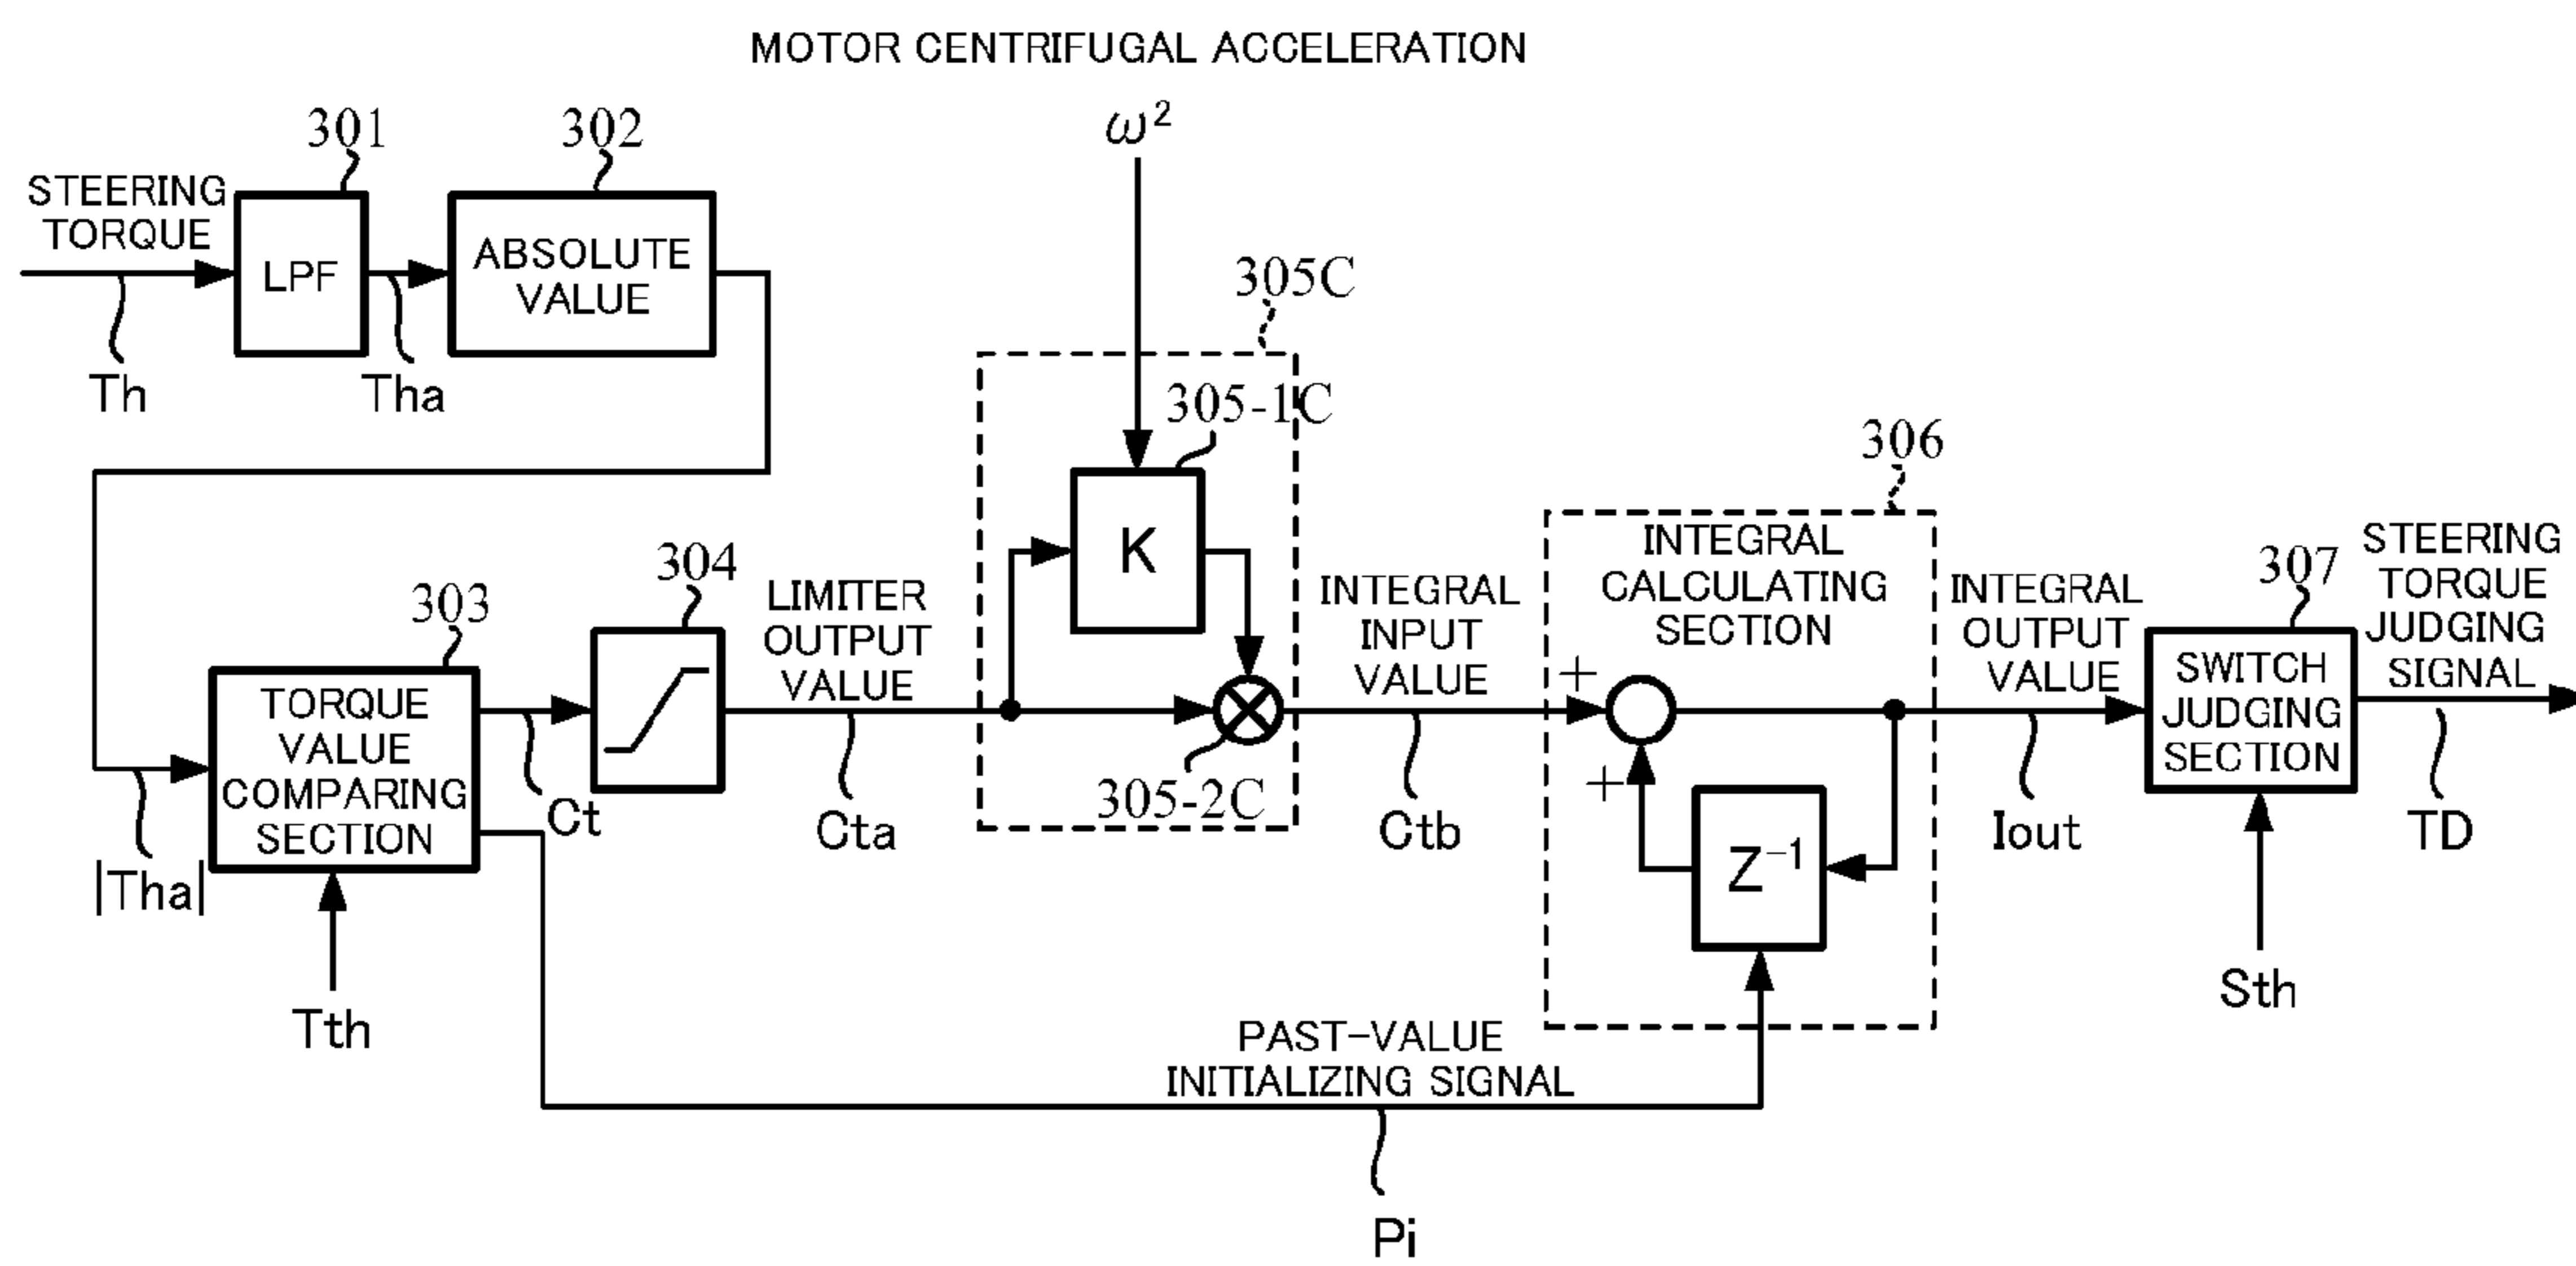 MOTOR CENTRIFUGAL ACCELERATION
ω²
301
302
STEERING
TORQUE
LPF
ABSOLUTE
VALUE
Th
Tha
305C
305-1C
K
305-2C
303
TORQUE
VALUE
COMPARING
SECTION
|Tha|
Tth
Ct
304
LIMITER
OUTPUT
VALUE
Cta
INTEGRAL
INPUT
VALUE
Ctb
306
INTEGRAL
CALCULATING
SECTION
+
+
Z⁻¹
INTEGRAL
OUTPUT
VALUE
Iout
307
SWITCH
JUDGING
SECTION
Sth
STEERING
TORQUE
JUDGING
SIGNAL
TD
PAST-VALUE
INITIALIZING SIGNAL
Pi